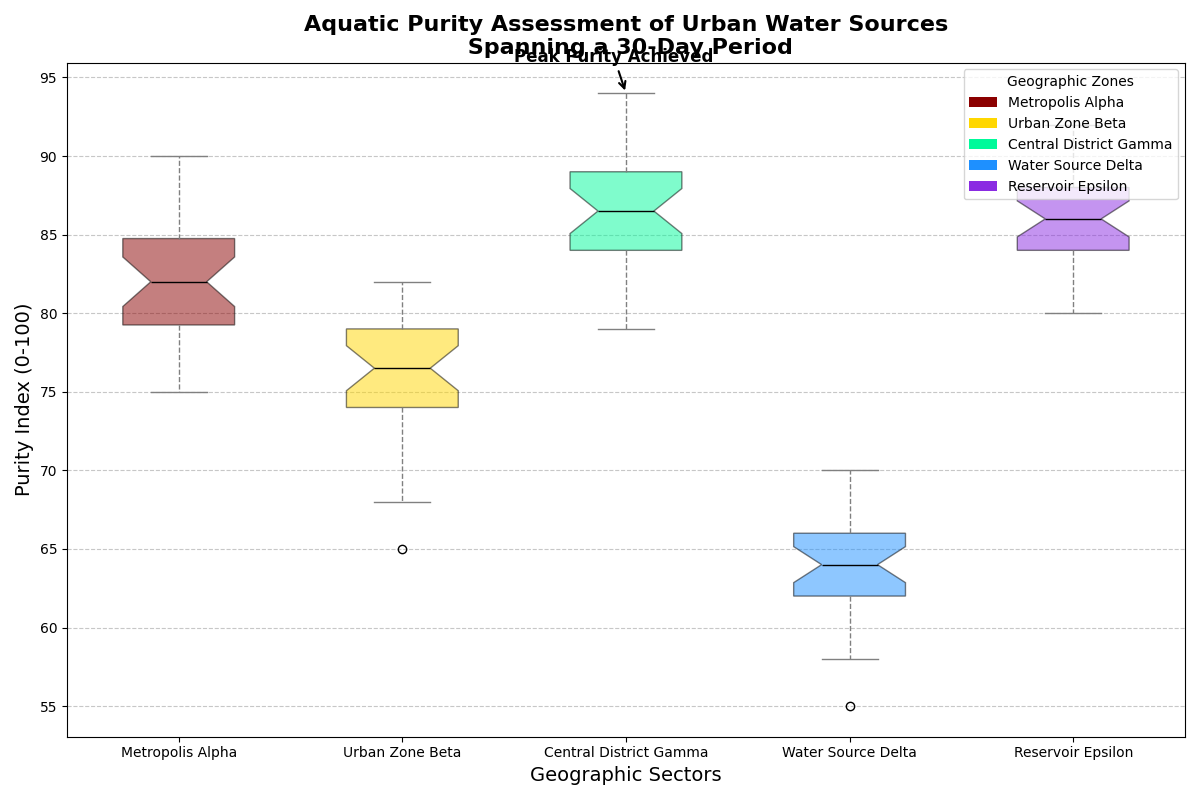 Aquatic Purity Assessment of Urban Water Sources
Spanning a 30-Day Period
Peak Purity Achieved
Geographic Zones
Metropolis Alpha
Urban Zone Beta
Central District Gamma
Water Source Delta
Reservoir Epsilon
Purity Index (0-100)
95
90
85
80
75
70
65
60
55
Metropolis Alpha
Urban Zone Beta
Central District Gamma
Water Source Delta
Reservoir Epsilon
Geographic Sectors